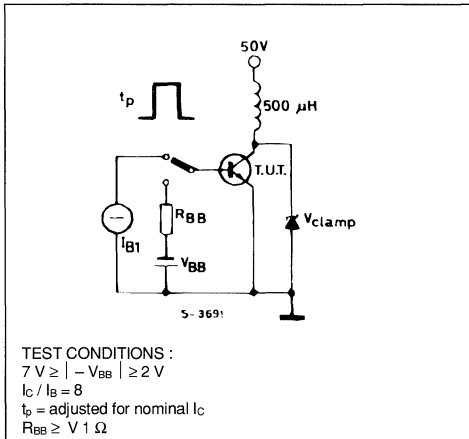 50V
500 μH
tp
T.U.T.
RBB
Vclamp
IB1
VBB
S-3691
TEST CONDITIONS :
7 V ≥ | – VBB | ≥ 2 V
IC / IB = 8
tp = adjusted for nominal IC
RBB ≥ V 1 Ω